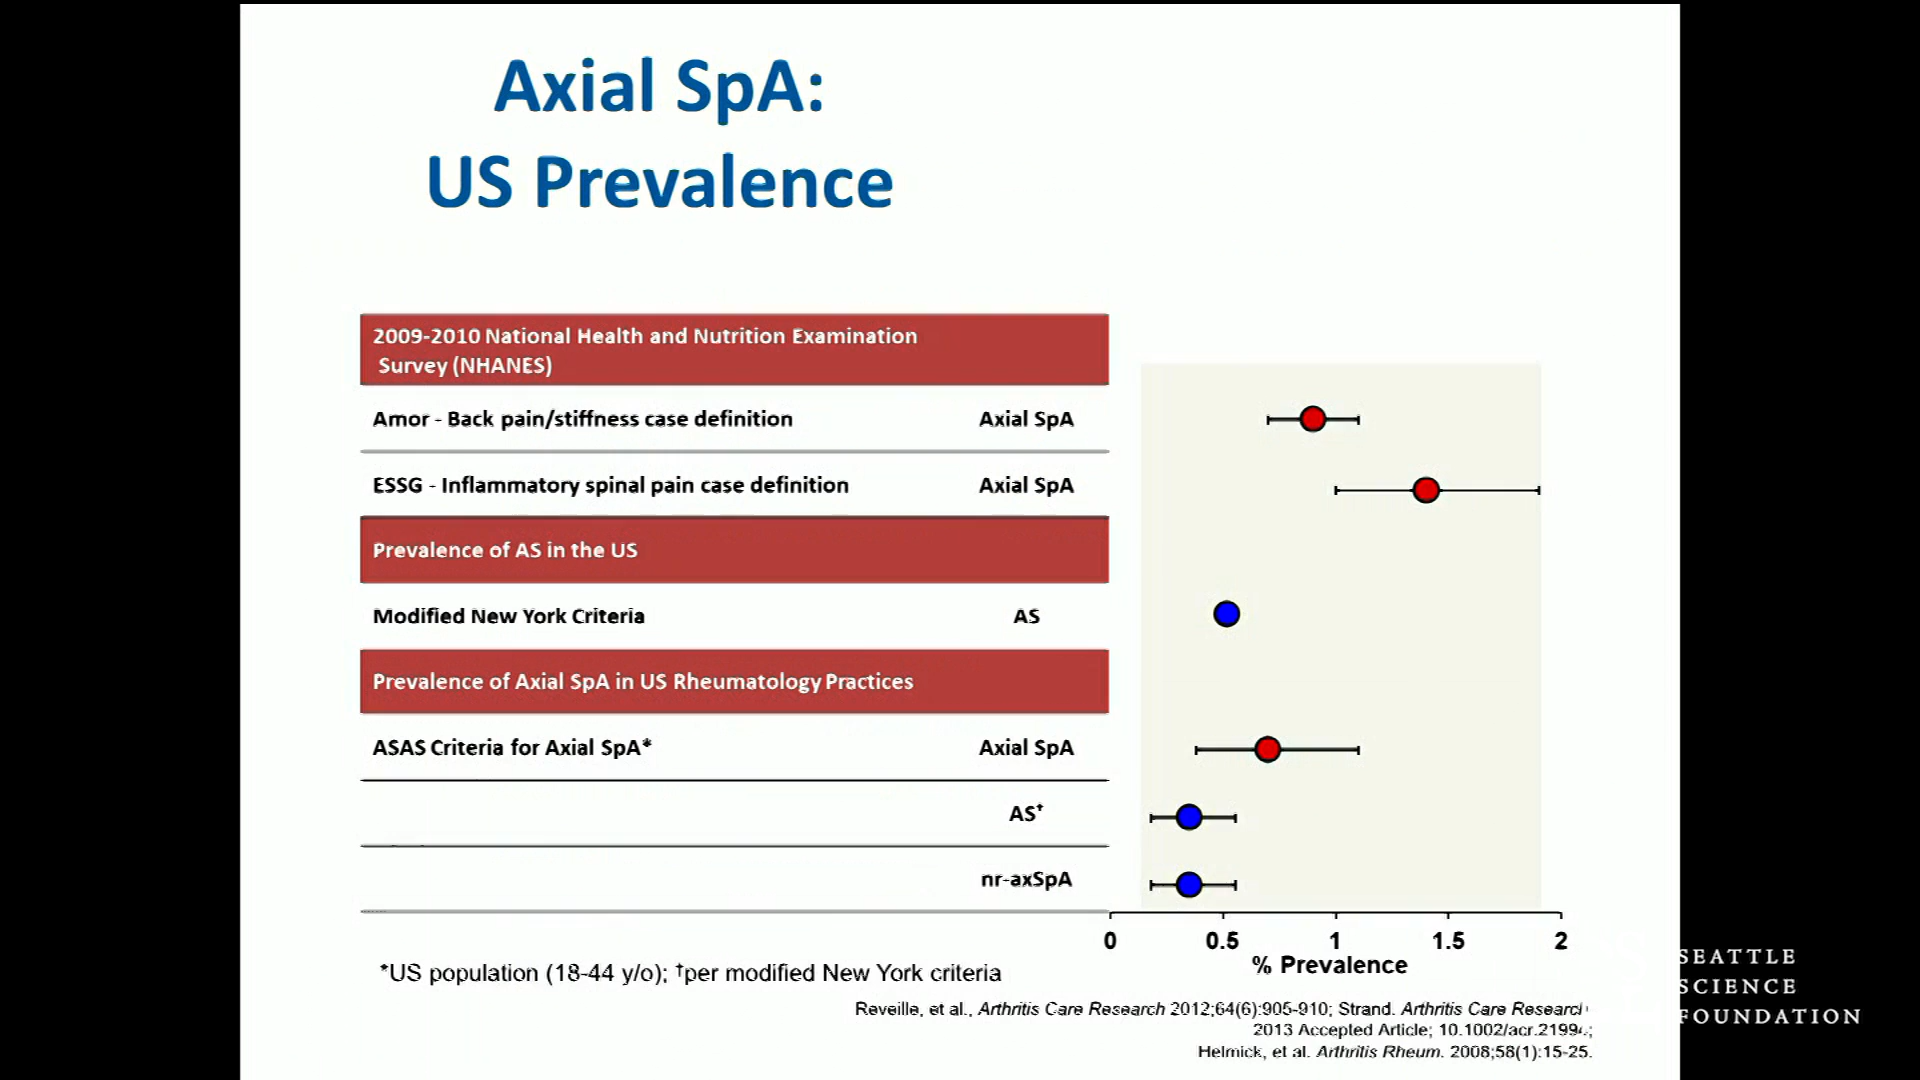 Axial SpA:
US Prevalence
2009-2010 National Health and Nutrition Examination
Survey (NHANES)
Amor - Back pain/stiffness case definition Axial SpA
ESSG - Inflammatory spinal pain case definition Axial SpA
Prevalence of AS in the US
Modified New York Criteria AS
Prevalence of Axial SpA in US Rheumatology Practices
ASAS Criteria for Axial SpA* Axial SpA
AS†
nr-axSpA
0 0.5 1 1.5 2
% Prevalence
*US population (18-44 y/o); †per modified New York criteria
Reveille, et al., Arthritis Care Research 2012;64(6):905-910; Strand. Arthritis Care Research
2013 Accepted Article; 10.1002/acr.21994;
Helmick, et al. Arthritis Rheum. 2008;58(1):15-25.
SEATTLE
SCIENCE
FOUNDATION